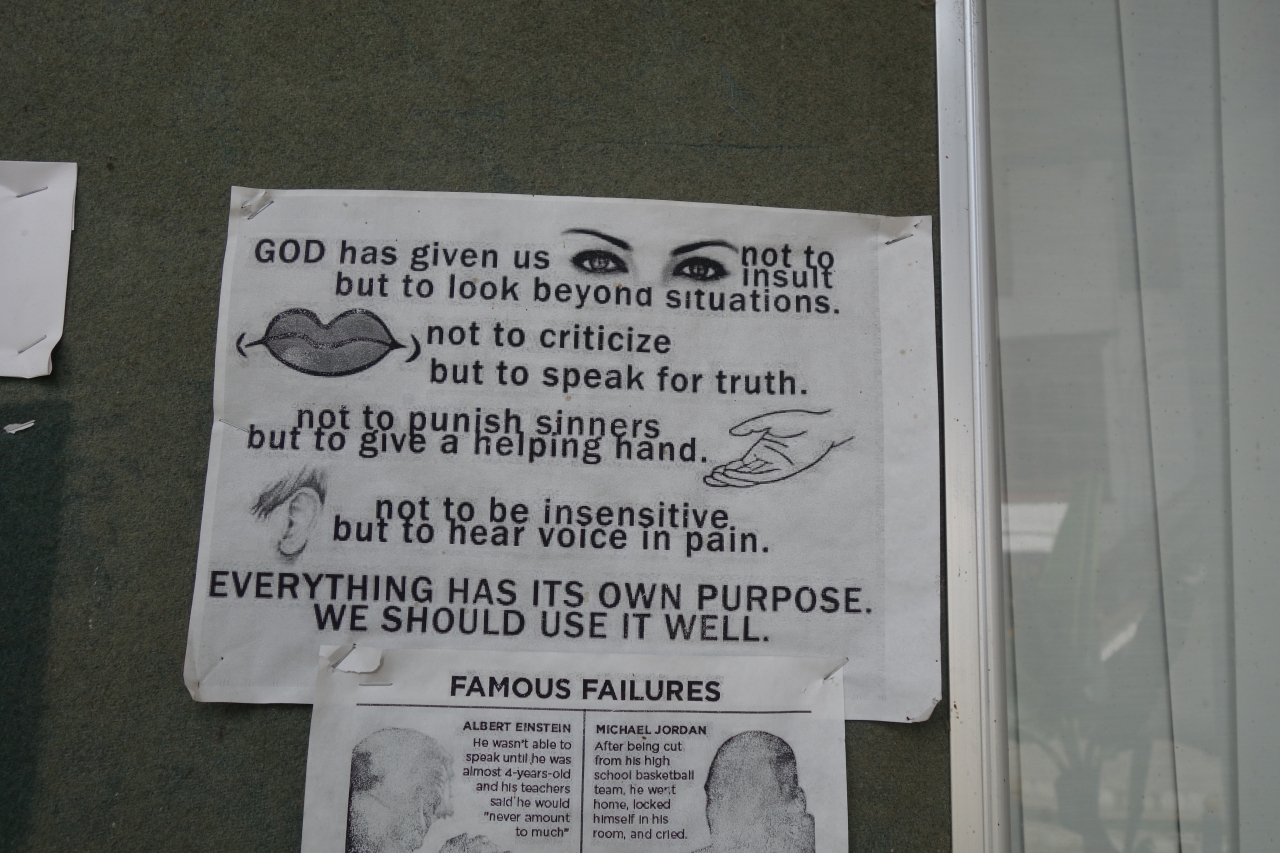 GOD has given us not to
insult
but to look beyond situations.
not to criticize
but to speak for truth.
not to punish sinners
but to give a helping hand.
not to be insensitive
but to hear voice in pain.
EVERYTHING HAS ITS OWN PURPOSE.
WE SHOULD USE IT WELL.
FAMOUS FAILURES
ALBERT EINSTEIN
He wasn't able to
speak until he was
almost 4-years-old
and his teachers
said he would
"never amount
to much"
MICHAEL JORDAN
After being cut
from his high
school basketball
team, he went
home, locked
himself in his
room, and cried.